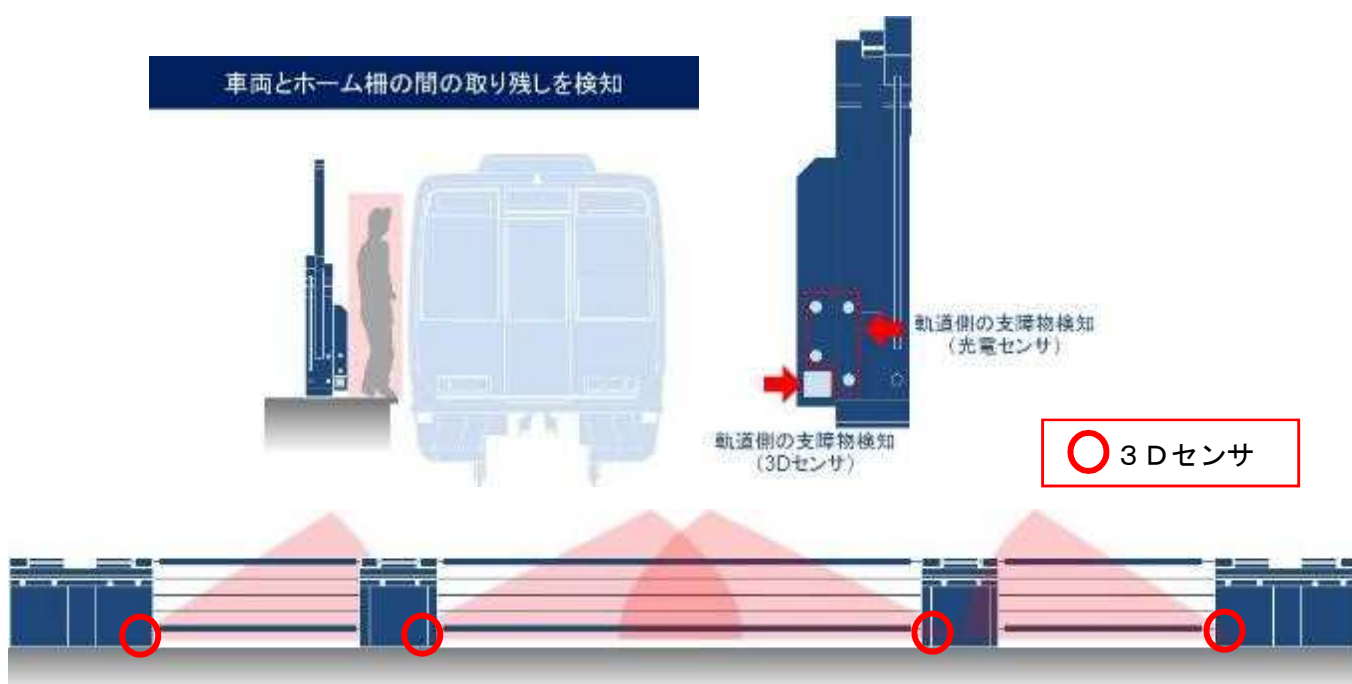 車両とホーム柵の間の取り残しを検知
軌道側の支障物検知
（光電センサ）
軌道側の支障物検知
（3Dセンサ）
３Ｄセンサ